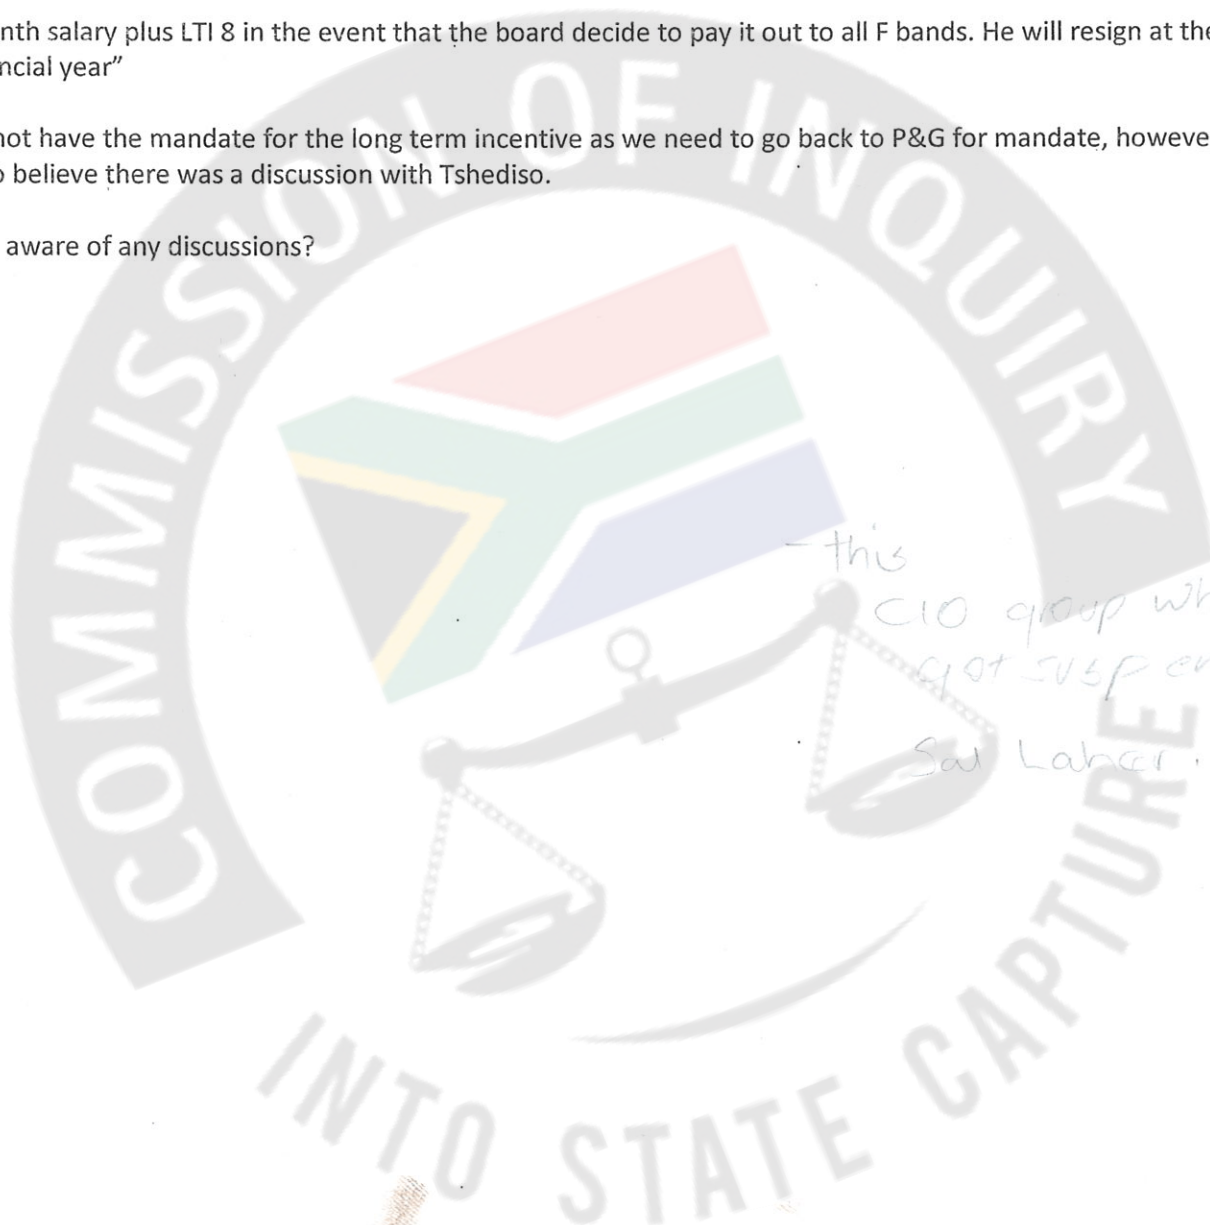 nth salary plus LTI 8 in the event that the board decide to pay it out to all F bands. He will resign at the
ncial year”
not have the mandate for the long term incentive as we need to go back to P&G for mandate, howeve
o believe there was a discussion with Tshediso.
aware of any discussions?
- this
CIO group wh
got suspen
Sal Laher.
COMMISSION OF INQUIRY
INTO STATE CAPTURE